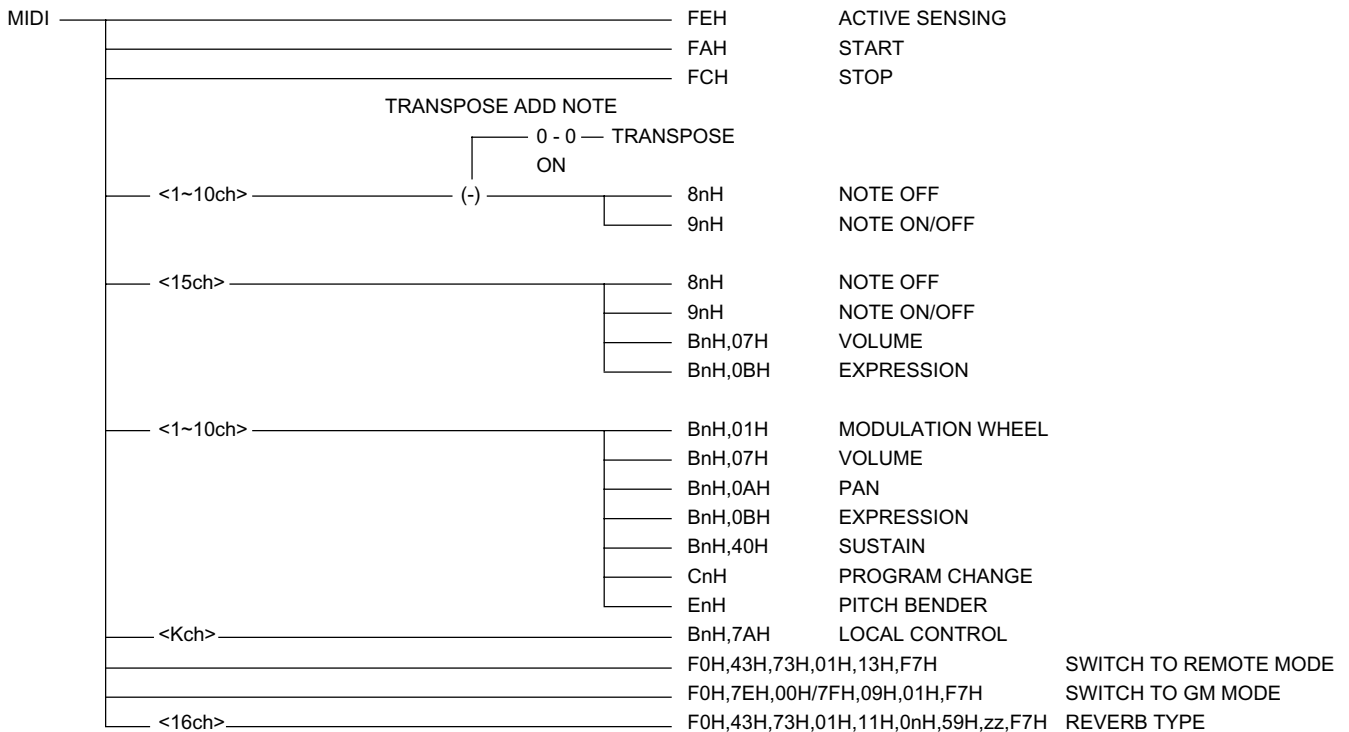 MIDI FEH ACTIVE SENSING
FAH START
FCH STOP
TRANSPOSE ADD NOTE
0 - 0 TRANSPOSE
ON
<1~10ch> (-) 8nH NOTE OFF
9nH NOTE ON/OFF
<15ch> 8nH NOTE OFF
9nH NOTE ON/OFF
BnH,07H VOLUME
BnH,0BH EXPRESSION
<1~10ch> BnH,01H MODULATION WHEEL
BnH,07H VOLUME
BnH,0AH PAN
BnH,0BH EXPRESSION
BnH,40H SUSTAIN
CnH PROGRAM CHANGE
EnH PITCH BENDER
<Kch> BnH,7AH LOCAL CONTROL
F0H,43H,73H,01H,13H,F7H SWITCH TO REMOTE MODE
F0H,7EH,00H/7FH,09H,01H,F7H SWITCH TO GM MODE
<16ch> F0H,43H,73H,01H,11H,0nH,59H,zz,F7H REVERB TYPE